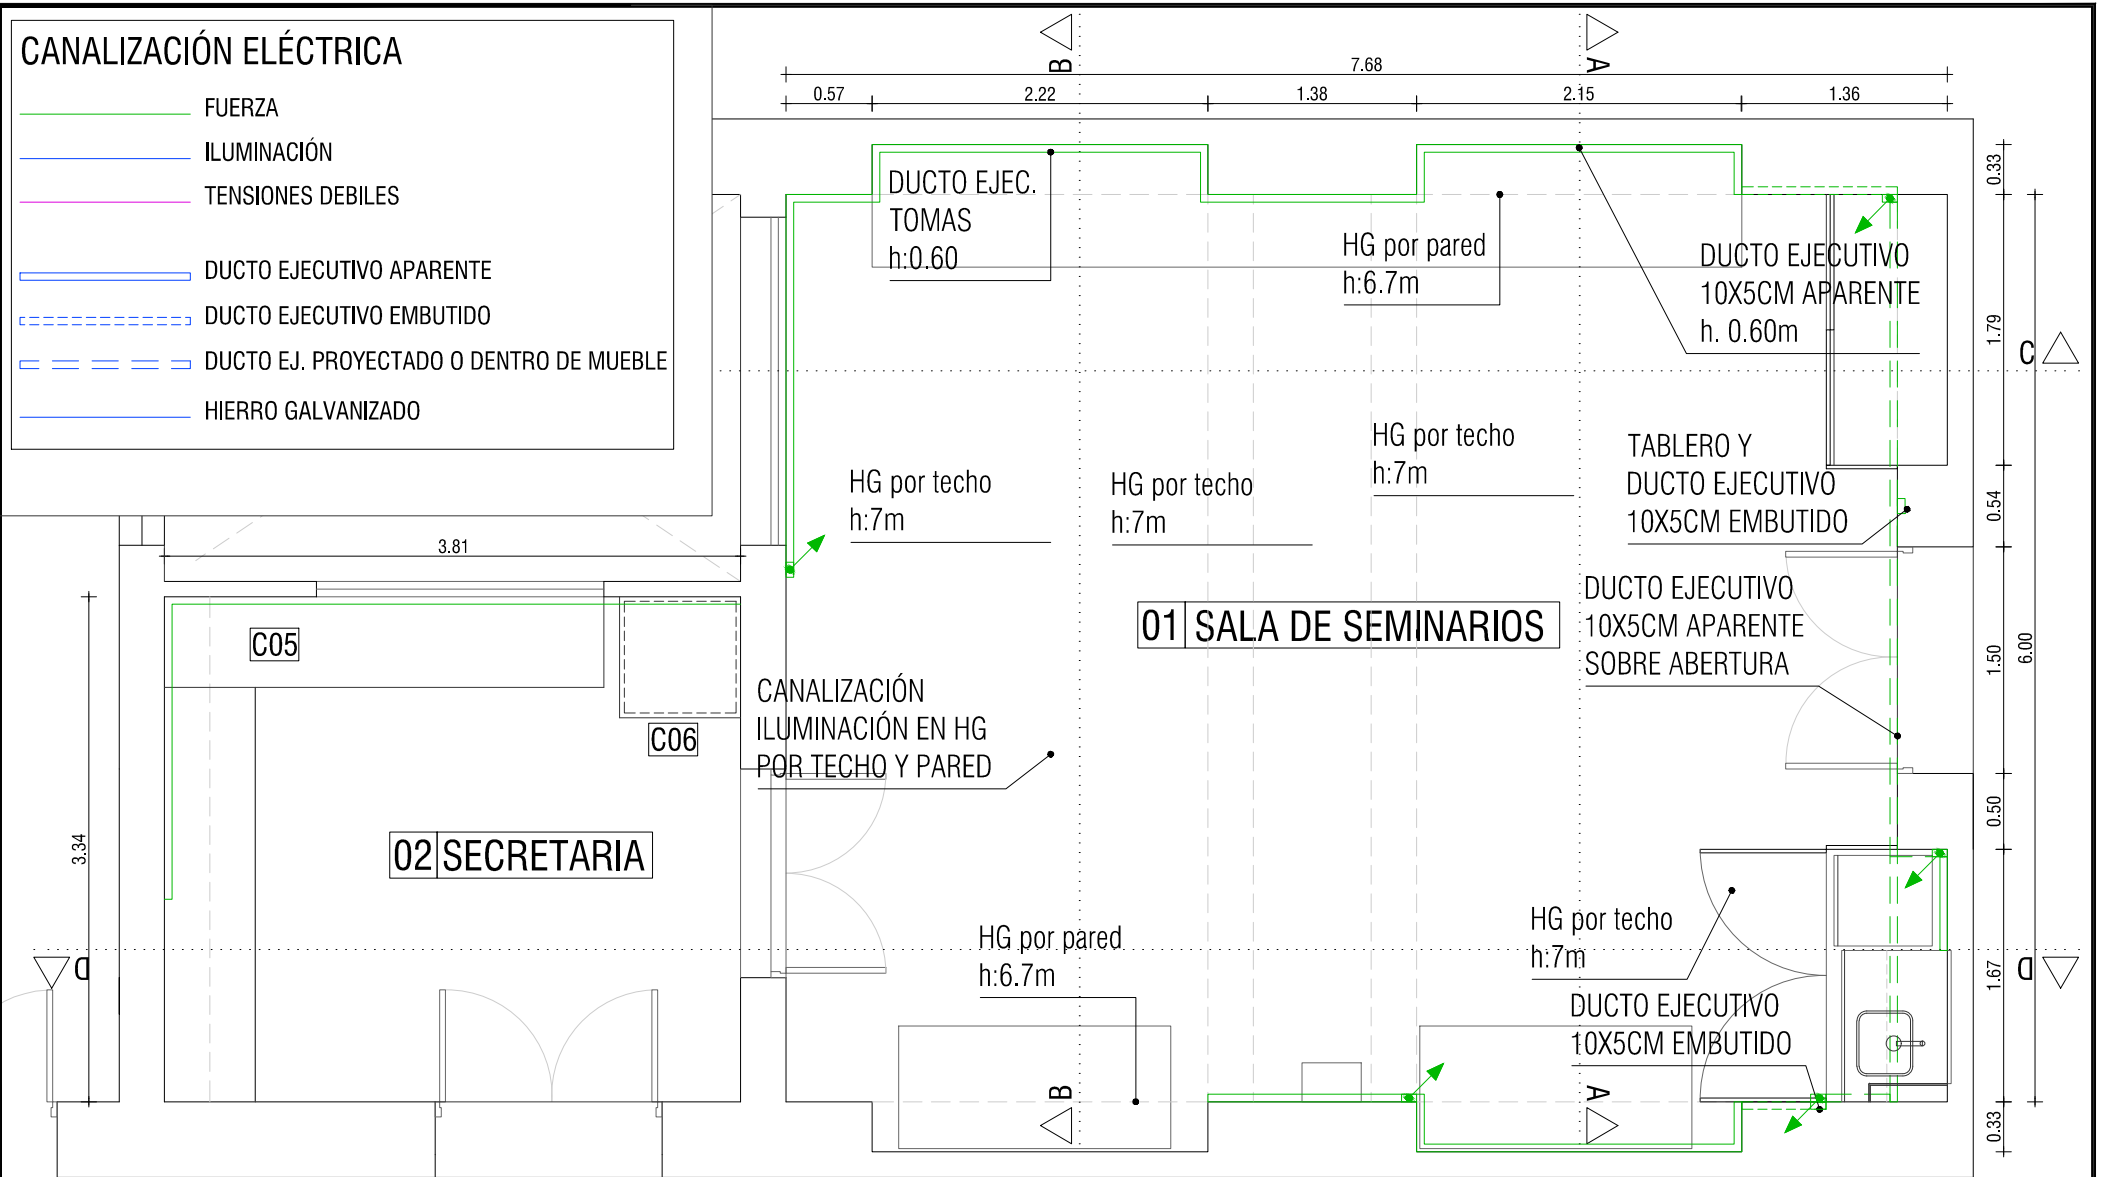 CANALIZACIÓN ELÉCTRICA
FUERZA
ILUMINACIÓN
TENSIONES DEBILES
DUCTO EJECUTIVO APARENTE
DUCTO EJECUTIVO EMBUTIDO
DUCTO EJ. PROYECTADO O DENTRO DE MUEBLE
HIERRO GALVANIZADO
B
A
7.68
0.57
2.22
1.38
2.15
1.36
DUCTO EJEC.
TOMAS
h:0.60
HG por pared
h:6.7m
DUCTO EJECUTIVO
10X5CM APARENTE
h. 0.60m
0.33
1.79
C
HG por techo
h:7m
HG por techo
h:7m
HG por techo
h:7m
TABLERO Y
DUCTO EJECUTIVO
10X5CM EMBUTIDO
0.54
3.81
01 SALA DE SEMINARIOS
DUCTO EJECUTIVO
10X5CM APARENTE
SOBRE ABERTURA
1.50
6.00
C05
C06
CANALIZACIÓN
ILUMINACIÓN EN HG
POR TECHO Y PARED
3.34
02 SECRETARIA
0.50
D
HG por pared
h:6.7m
HG por techo
h:7m
1.67
D
DUCTO EJECUTIVO
10X5CM EMBUTIDO
B
A
0.33